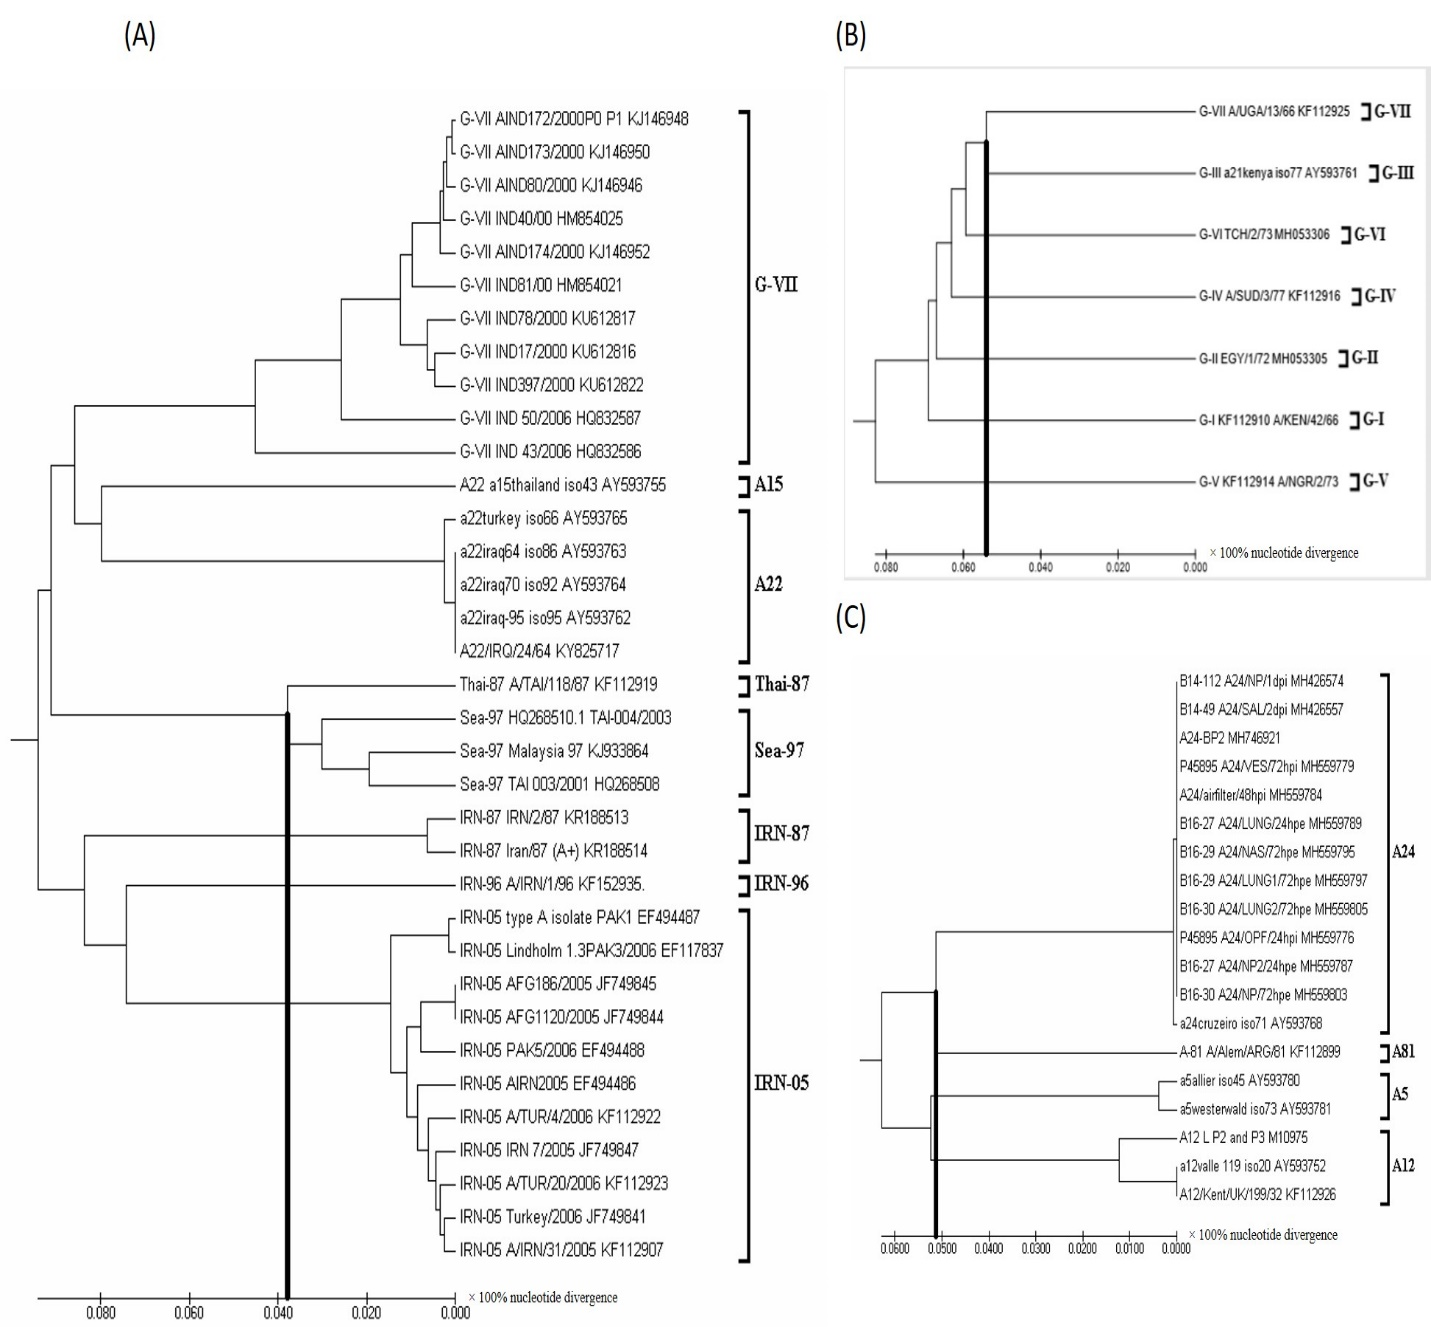 (A)
G-VII AIND172/2000P0 P1 KJ146948
G-VII AIND173/2000 KJ146950
G-VII AIND80/2000 KJ146946
G-VII IND40/00 HM854025
G-VII AIND174/2000 KJ146952
G-VII IND81/00 HM854021
G-VII IND78/2000 KU612817
G-VII IND17/2000 KU612816
G-VII IND397/2000 KU612822
G-VII IND 50/2006 HQ832587
G-VII IND 43/2006 HQ832586
G-VII
A22 a15thailand iso43 AY593755
A15
a22turkey iso66 AY593765
a22iraq64 iso86 AY593763
a22iraq70 iso92 AY593764
a22iraq-95 iso95 AY593762
A22/IRQ/24/64 KY825717
A22
Thai-87 A/TAI/118/87 KF112919
Thai-87
Sea-97 HQ268510.1 TAI-004/2003
Sea-97 Malaysia 97 KJ933864
Sea-97 TAI 003/2001 HQ268508
Sea-97
IRN-87 IRN/2/87 KR188513
IRN-87 Iran/87 (A+) KR188514
IRN-87
IRN-96 A/IRN/1/96 KF152935.
IRN-96
IRN-05 type A isolate PAK1 EF494487
IRN-05 Lindholm 1.3PAK3/2006 EF117837
IRN-05 AFG186/2005 JF749845
IRN-05 AFG1120/2005 JF749844
IRN-05 PAK5/2006 EF494488
IRN-05 AIRN2005 EF494486
IRN-05 A/TUR/4/2006 KF112922
IRN-05 IRN 7/2005 JF749847
IRN-05 A/TUR/20/2006 KF112923
IRN-05 Turkey/2006 JF749841
IRN-05 A/IRN/31/2005 KF112907
IRN-05
× 100% nucleotide divergence
0.080 0.060 0.040 0.020 0.000
(B)
G-VII A/UGA/13/66 KF112925 G-VII
G-III a21kenya iso77 AY593761 G-III
G-VI TCH/2/73 MH053306 G-VI
G-IV A/SUD/3/77 KF112916 G-IV
G-II EGY/1/72 MH053305 G-II
G-I KF112910 A/KEN/42/66 G-I
G-V KF112914 A/NGR/2/73 G-V
× 100% nucleotide divergence
0.080 0.060 0.040 0.020 0.000
(C)
B14-112 A24/NP/1dpi MH426574
B14-49 A24/SAL/2dpi MH426557
A24-BP2 MH746921
P45895 A24/VES/72hpi MH559779
A24/airfilter/48hpi MH559784
B16-27 A24/LUNG/24hpe MH559789
B16-29 A24/NAS/72hpe MH559795
B16-29 A24/LUNG1/72hpe MH559797
B16-30 A24/LUNG2/72hpe MH559805
P45895 A24/OPF/24hpi MH559776
B16-27 A24/NP2/24hpe MH559787
B16-30 A24/NP/72hpe MH559803
a24cruzeiro iso71 AY593768
A24
A-81 A/Alem/ARG/81 KF112899
A81
a5allier iso45 AY593780
a5westerwald iso73 AY593781
A5
A12 L P2 and P3 M10975
a12valle 119 iso20 AY593752
A12/Kent/UK/199/32 KF112926
A12
× 100% nucleotide divergence
0.0600 0.0500 0.0400 0.0300 0.0200 0.0100 0.0000